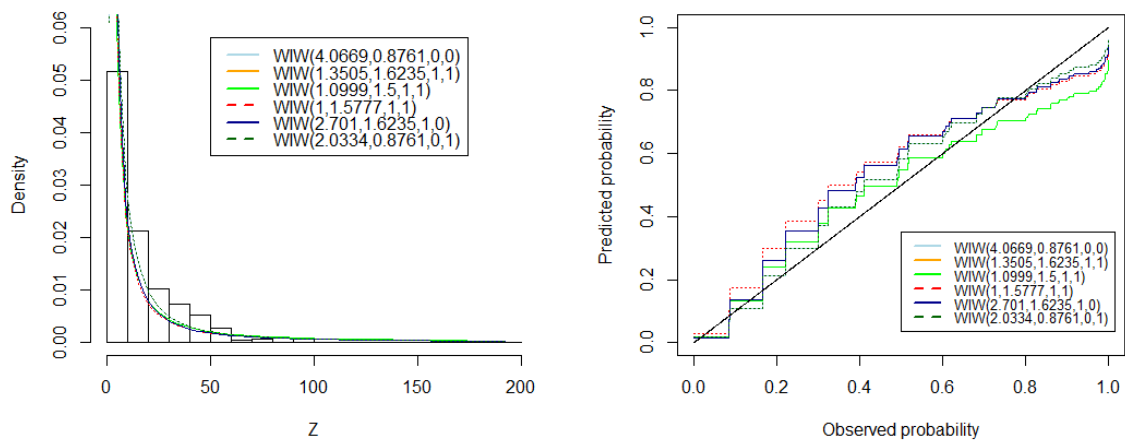 0.06
0.05
0.04
0.03
0.02
0.01
0.00
Density
0
50
100
150
200
Z
WIW(4.0669,0.8761,0,0)
WIW(1.3505,1.6235,1,1)
WIW(1.0999,1.5,1,1)
WIW(1,1.5777,1,1)
WIW(2.701,1.6235,1,0)
WIW(2.0334,0.8761,0,1)
1.0
0.8
0.6
0.4
0.2
0.0
Predicted probability
0.0
0.2
0.4
0.6
0.8
1.0
Observed probability
WIW(4.0669,0.8761,0,0)
WIW(1.3505,1.6235,1,1)
WIW(1.0999,1.5,1,1)
WIW(1,1.5777,1,1)
WIW(2.701,1.6235,1,0)
WIW(2.0334,0.8761,0,1)